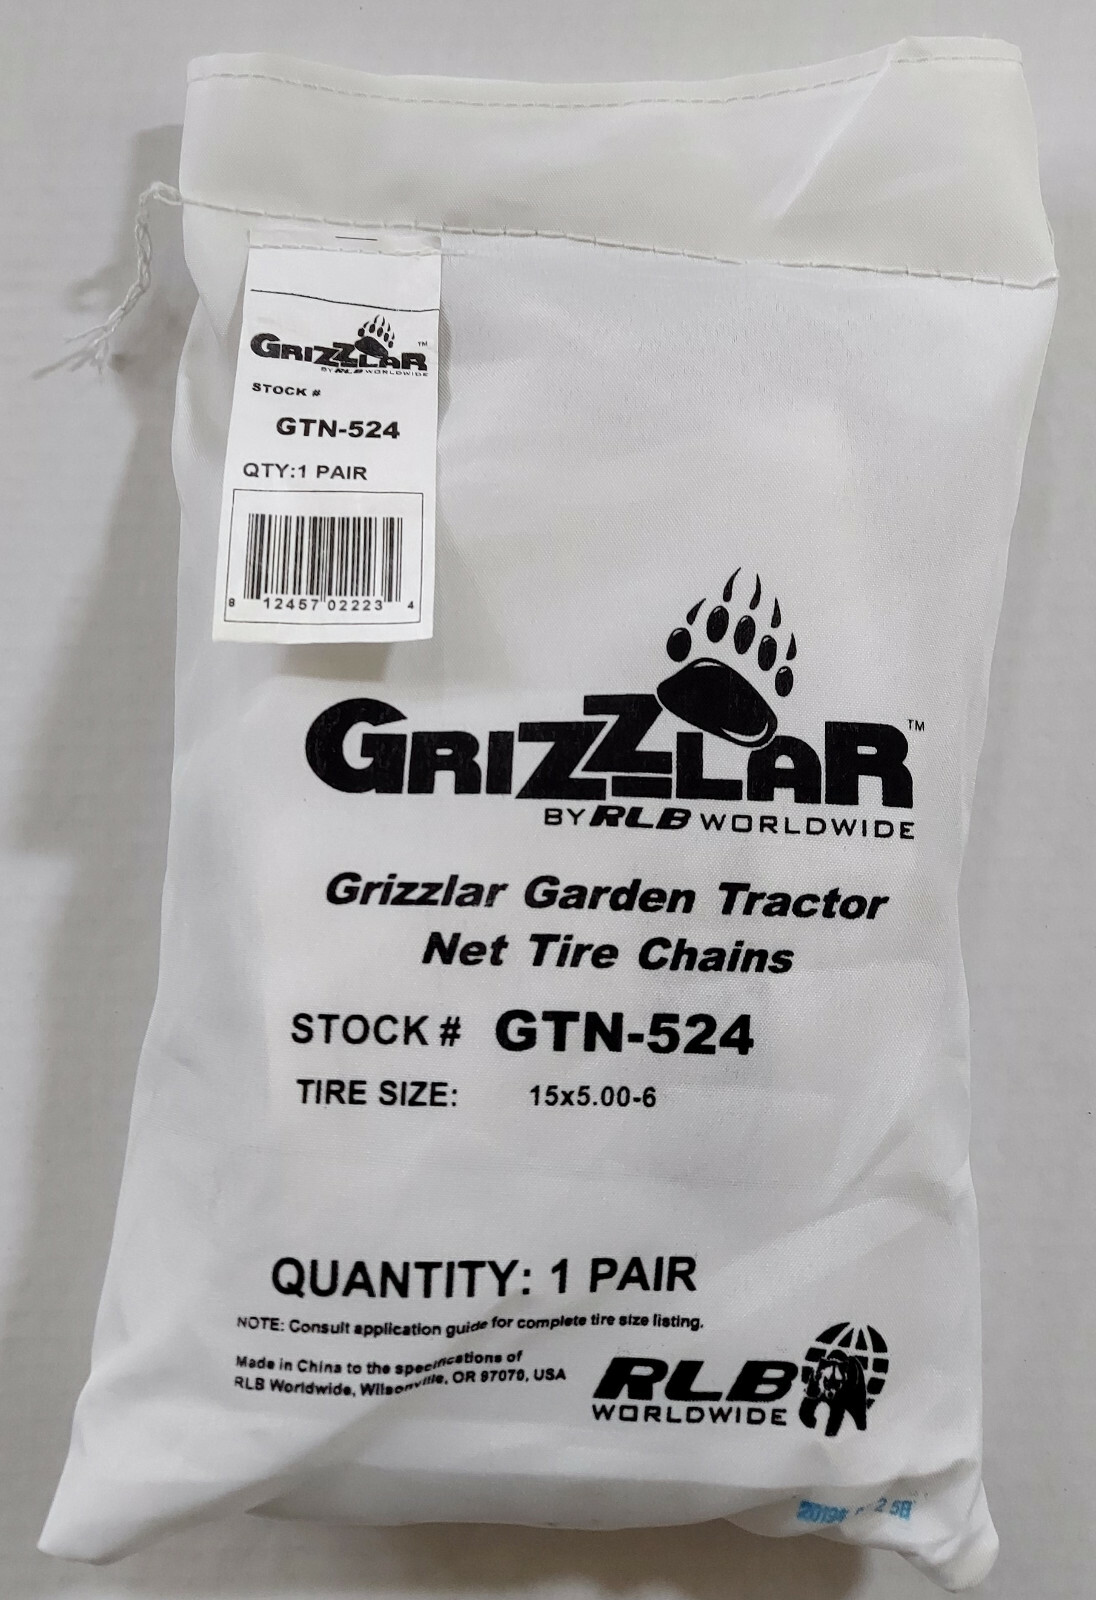 GRIZZLAR™
BY RLB WORLDWIDE
STOCK #
GTN-524
QTY:1 PAIR
8 12457 02223 4
GRIZZLAR™
BY RLB WORLDWIDE
Grizzlar Garden Tractor
Net Tire Chains
STOCK # GTN-524
TIRE SIZE: 15x5.00-6
QUANTITY: 1 PAIR
NOTE: Consult application guide for complete tire size listing.
Made in China to the specifications of
RLB Worldwide, Wilsonville, OR 97070, USA
RLB
WORLDWIDE